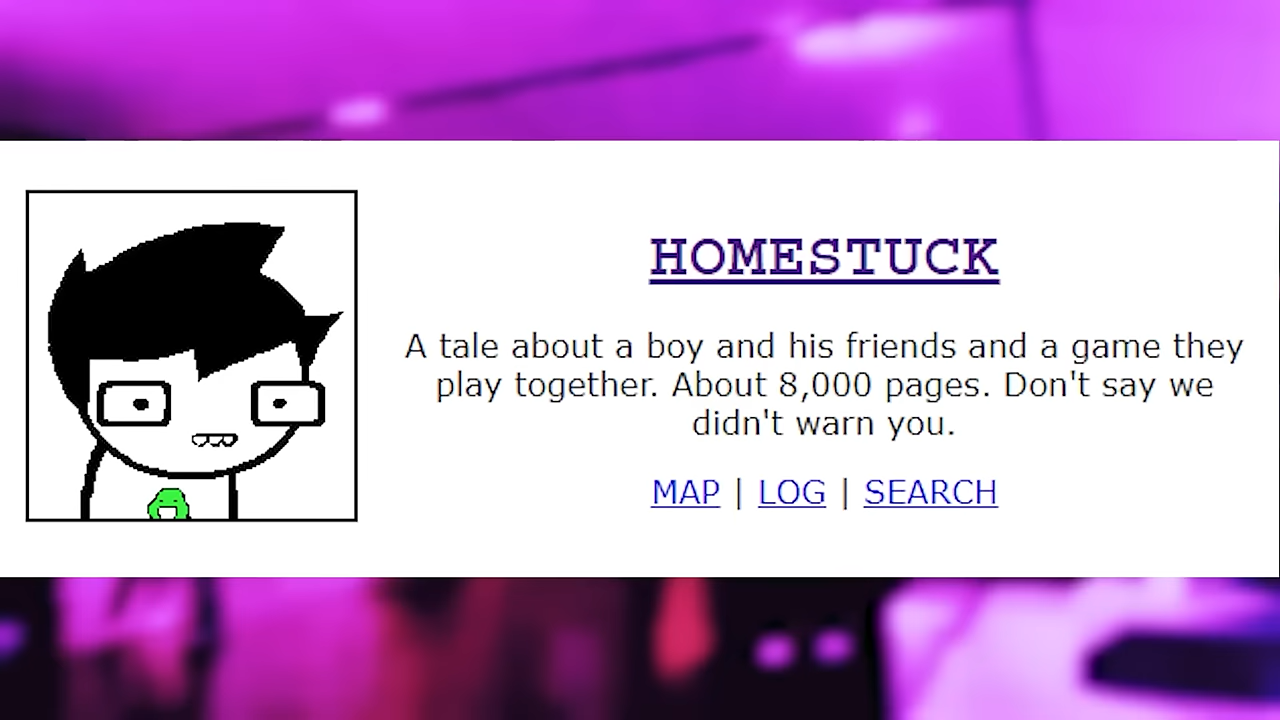 HOMESTUCK
A tale about a boy and his friends and a game they
play together. About 8,000 pages. Don't say we
didn't warn you.
MAP | LOG | SEARCH